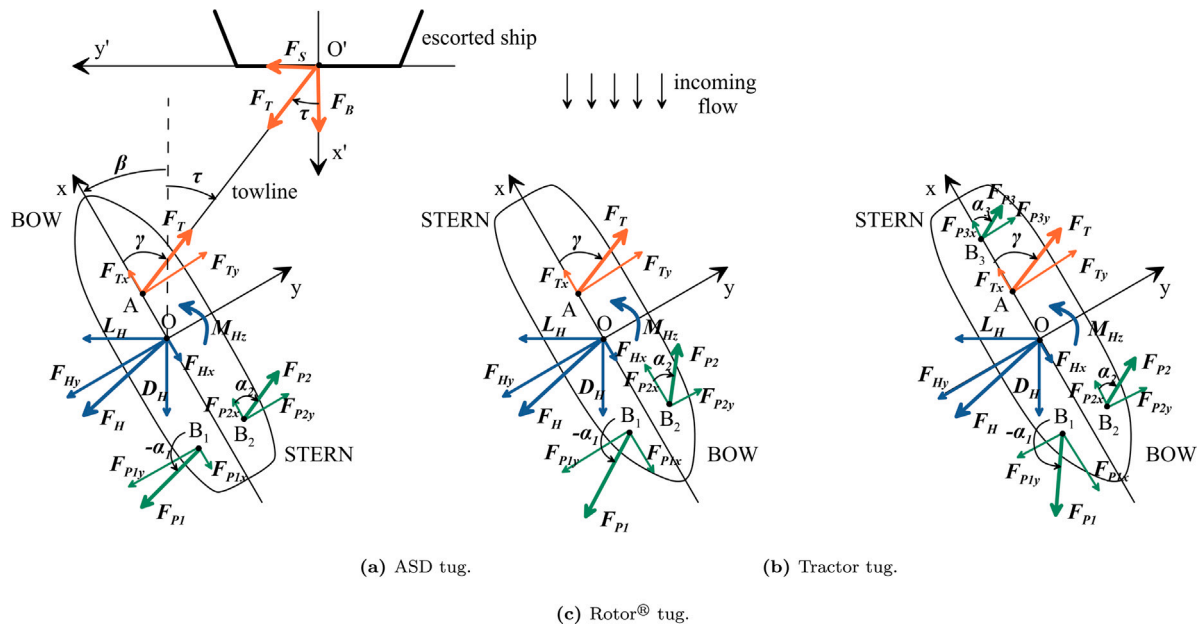 y'
F_S
O'
escorted ship
F_T
τ
F_B
x'
incoming
flow
β
τ
towline
x
BOW
F_T
γ
F_Tx
F_Ty
A
y
O
L_H
M_Hz
F_Hx
F_Hy
D_H
F_H
α_2
F_P2
F_P2x
F_P2y
B_1
B_2
-α_1
STERN
F_P1y
F_P1x
F_P1
x
STERN
F_T
γ
F_Tx
F_Ty
A
y
O
L_H
M_Hz
F_Hx
F_Hy
D_H
F_H
α_2
F_P2
F_P2x
F_P2y
B_1
B_2
-α_1
BOW
F_P1y
F_P1x
F_P1
x
STERN
F_P3
α_3
F_P3y
F_P3x
B_3
F_T
γ
F_Tx
F_Ty
A
y
O
L_H
M_Hz
F_Hx
F_Hy
D_H
F_H
α_2
F_P2
F_P2x
F_P2y
B_1
B_2
-α_1
BOW
F_P1y
F_P1x
F_P1
(a) ASD tug.
(b) Tractor tug.
(c) Rotor® tug.